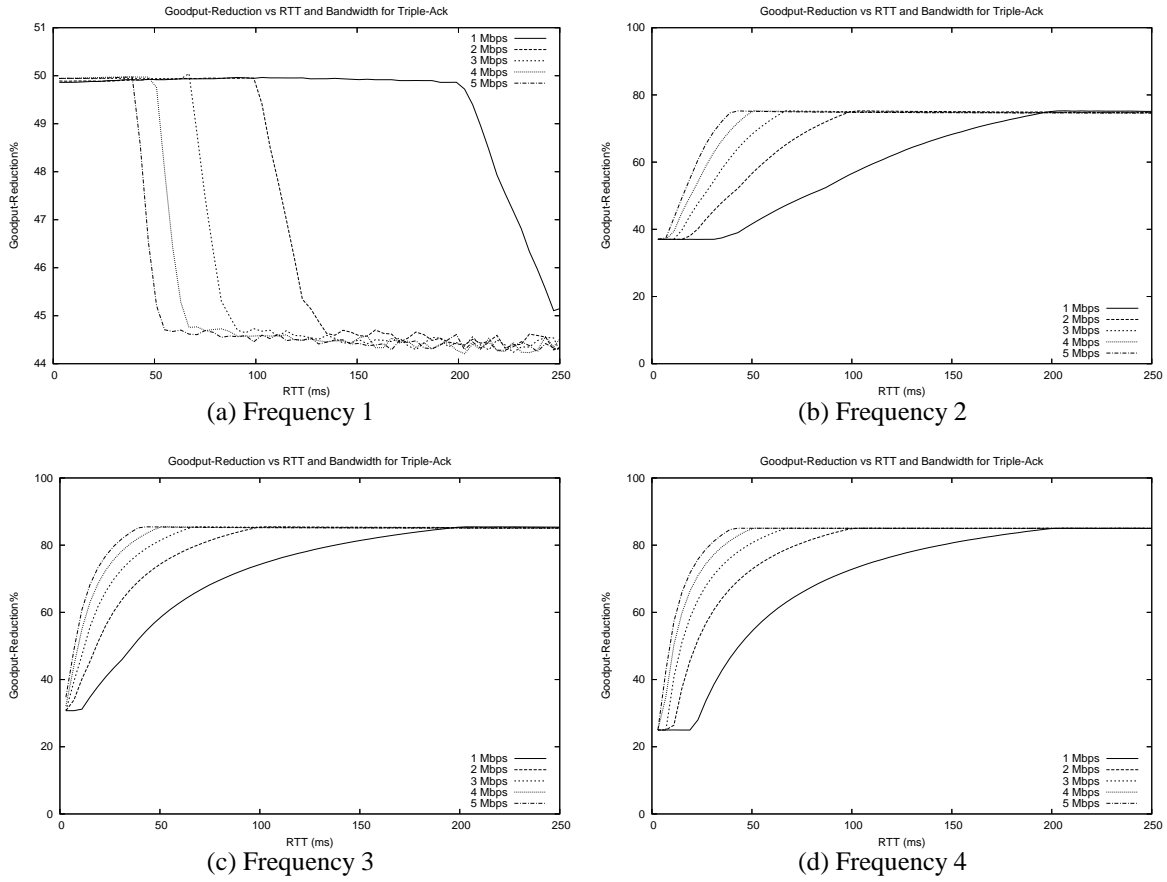 Goodput-Reduction vs RTT and Bandwidth for Triple-Ack
51
50
49
48
47
46
45
44
Goodput-Reduction%
0
50
100
150
200
250
RTT (ms)
1 Mbps
2 Mbps
3 Mbps
4 Mbps
5 Mbps
(a) Frequency 1
Goodput-Reduction vs RTT and Bandwidth for Triple-Ack
100
80
60
40
20
0
Goodput-Reduction%
0
50
100
150
200
250
RTT (ms)
1 Mbps
2 Mbps
3 Mbps
4 Mbps
5 Mbps
(b) Frequency 2
Goodput-Reduction vs RTT and Bandwidth for Triple-Ack
100
80
60
40
20
0
Goodput-Reduction%
0
50
100
150
200
250
RTT (ms)
1 Mbps
2 Mbps
3 Mbps
4 Mbps
5 Mbps
(c) Frequency 3
Goodput-Reduction vs RTT and Bandwidth for Triple-Ack
100
80
60
40
20
0
Goodput-Reduction%
0
50
100
150
200
250
RTT (ms)
1 Mbps
2 Mbps
3 Mbps
4 Mbps
5 Mbps
(d) Frequency 4